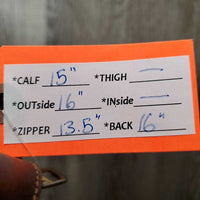 *CALF 15" *THIGH —
*OUTside 16" *INside —
*ZIPPER 13.5" *BACK 16"